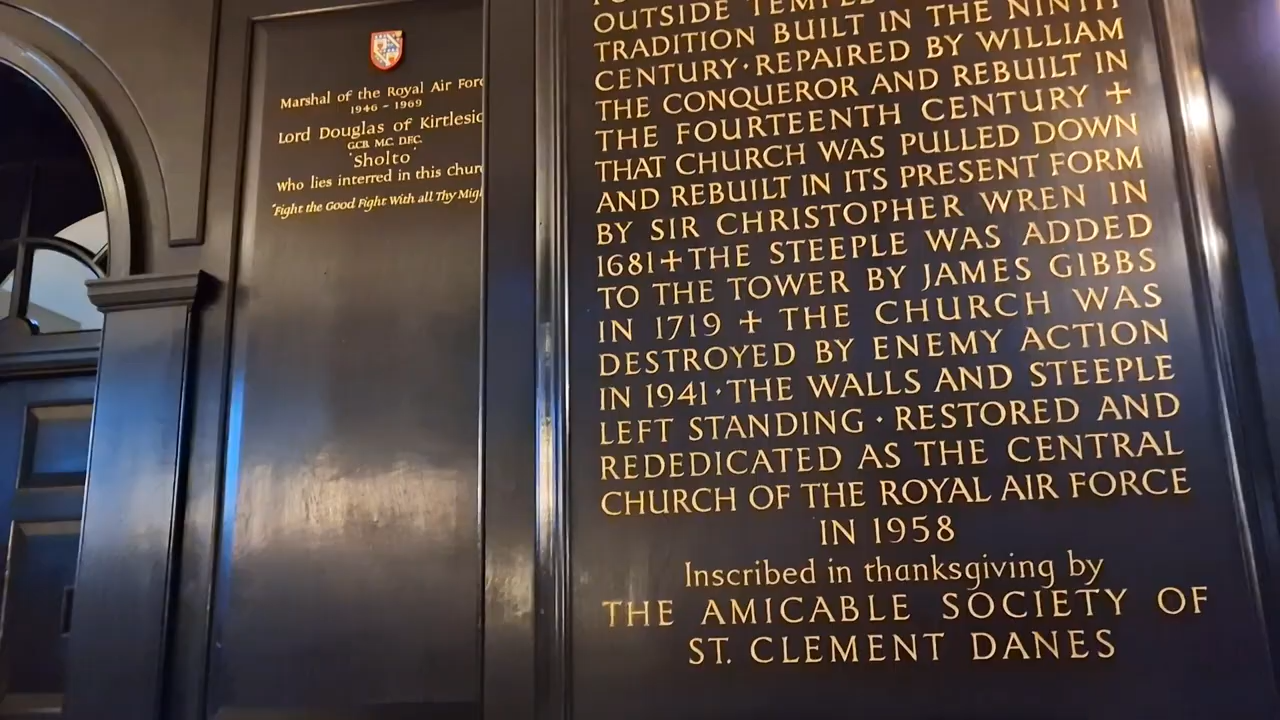 Marshal of the Royal Air Forc
1946 - 1969
Lord Douglas of Kirtlesid
GCB. MC. DFC.
'Sholto'
Who lies interred in this Churc
"Fight the Good Fight With all Thy Migh
OUTSIDE TEMPLE
TRADITION BUILT IN THE NINTH
CENTURY · REPAIRED BY WILLIAM
THE CONQUEROR AND REBUILT IN
THE FOURTEENTH CENTURY +
THAT CHURCH WAS PULLED DOWN
AND REBUILT IN ITS PRESENT FORM
BY SIR CHRISTOPHER WREN IN
1681 + THE STEEPLE WAS ADDED
TO THE TOWER BY JAMES GIBBS
IN 1719 + THE CHURCH WAS
DESTROYED BY ENEMY ACTION
IN 1941 · THE WALLS AND STEEPLE
LEFT STANDING · RESTORED AND
REDEDICATED AS THE CENTRAL
CHURCH OF THE ROYAL AIR FORCE
IN 1958
Inscribed in thanksgiving by
THE AMICABLE SOCIETY OF
ST. CLEMENT DANES